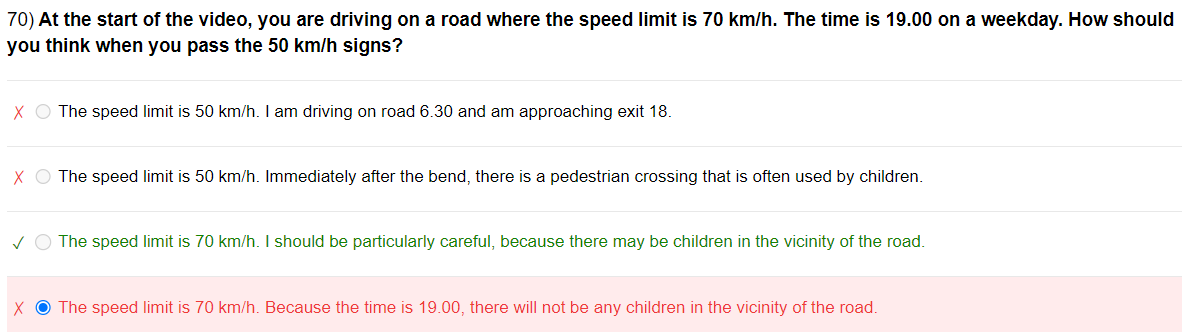 70) At the start of the video, you are driving on a road where the speed limit is 70 km/h. The time is 19.00 on a weekday. How should
you think when you pass the 50 km/h signs?
✗ The speed limit is 50 km/h. I am driving on road 6.30 and am approaching exit 18.
✗ The speed limit is 50 km/h. Immediately after the bend, there is a pedestrian crossing that is often used by children.
✓ The speed limit is 70 km/h. I should be particularly careful, because there may be children in the vicinity of the road.
✗ The speed limit is 70 km/h. Because the time is 19.00, there will not be any children in the vicinity of the road.